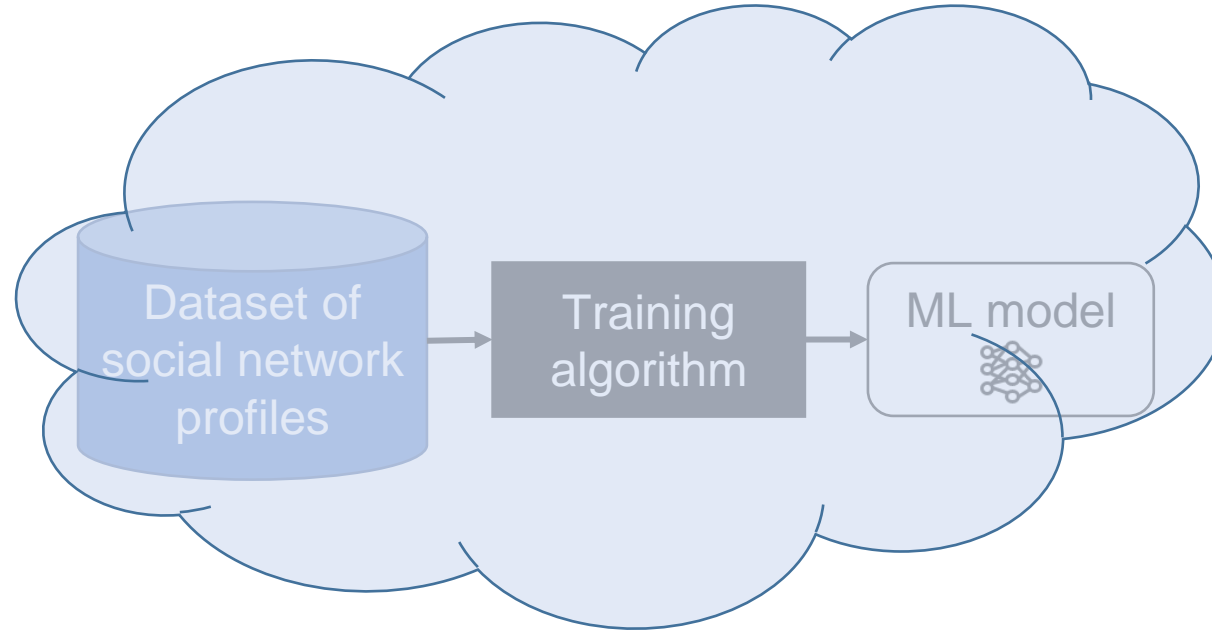 Dataset of
social network
profiles
Training
algorithm
ML model